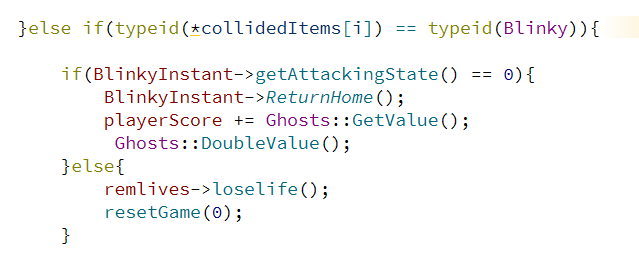 }else if(typeid(*collidedItems[i]) == typeid(Blinky)){
if(BlinkyInstant->getAttackingState() == 0){
BlinkyInstant->ReturnHome();
playerScore += Ghosts::GetValue();
Ghosts::DoubleValue();
}else{
remlives->loselife();
resetGame(0);
}